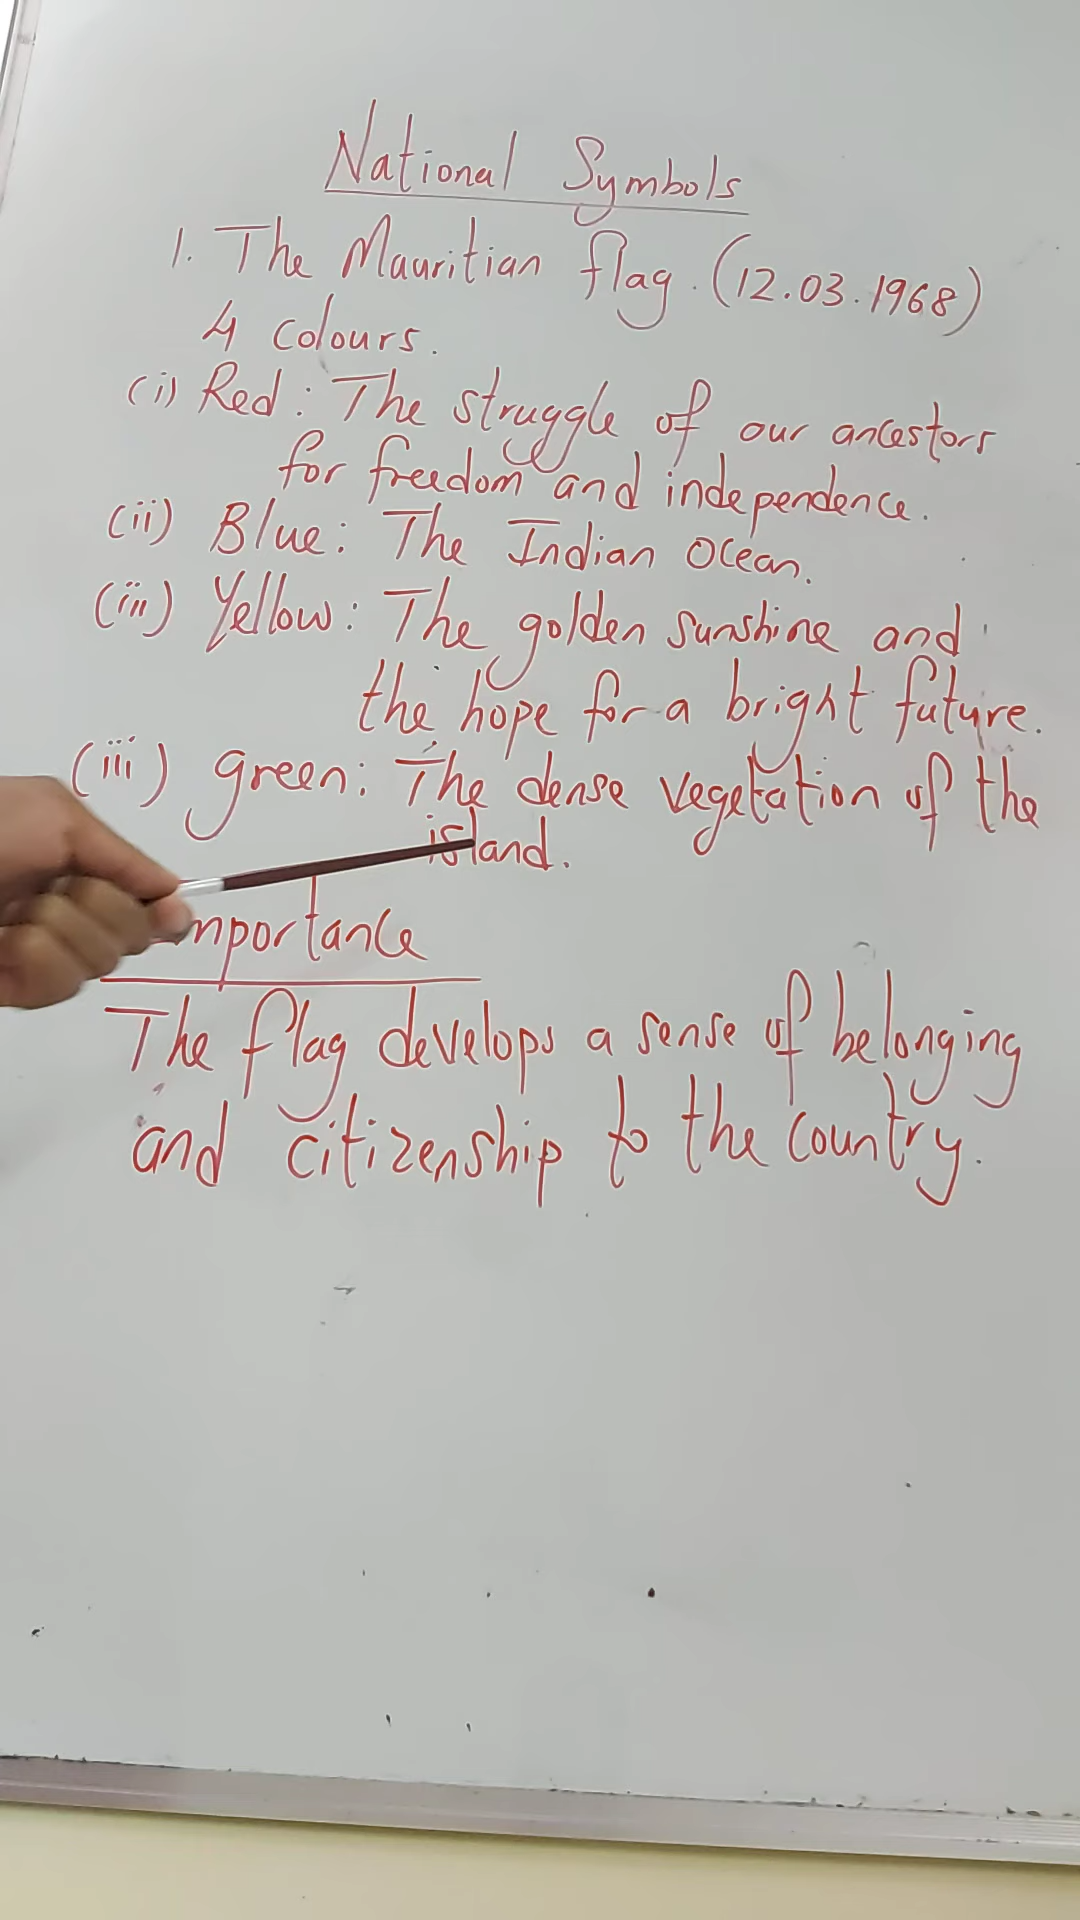 National Symbols
1. The Mauritian flag. (12.03.1968)
4 colours.
(i) Red: The struggle of our ancestors
for freedom and independence.
(ii) Blue: The Indian Ocean.
(iii) Yellow: The golden sunshine and
the hope for a bright future.
(iii) green: The dense vegetation of the
island.
Importance
The flag develops a sense of belonging
and citizenship to the country.